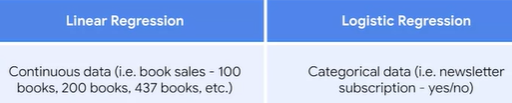 Linear Regression
Logistic Regression
Continuous data (i.e. book sales - 100
books, 200 books, 437 books, etc.)
Categorical data (i.e. newsletter
subscription - yes/no)